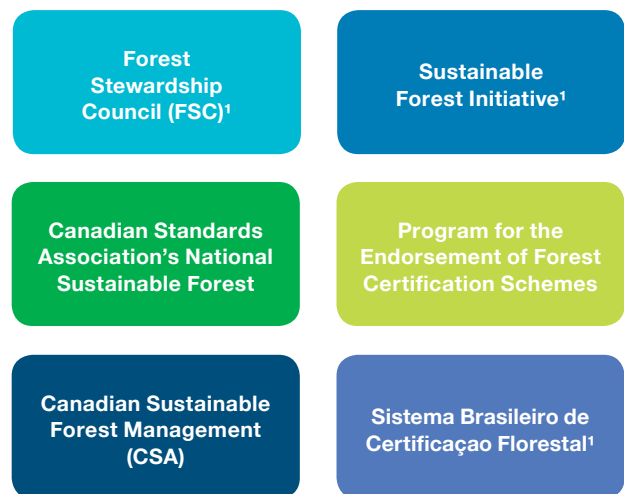 Forest
Stewardship
Council (FSC)¹
Sustainable
Forest Initiative¹
Canadian Standards
Association’s National
Sustainable Forest
Program for the
Endorsement of Forest
Certification Schemes
Canadian Sustainable
Forest Management
(CSA)
Sistema Brasileiro de
Certificaçao Florestal¹